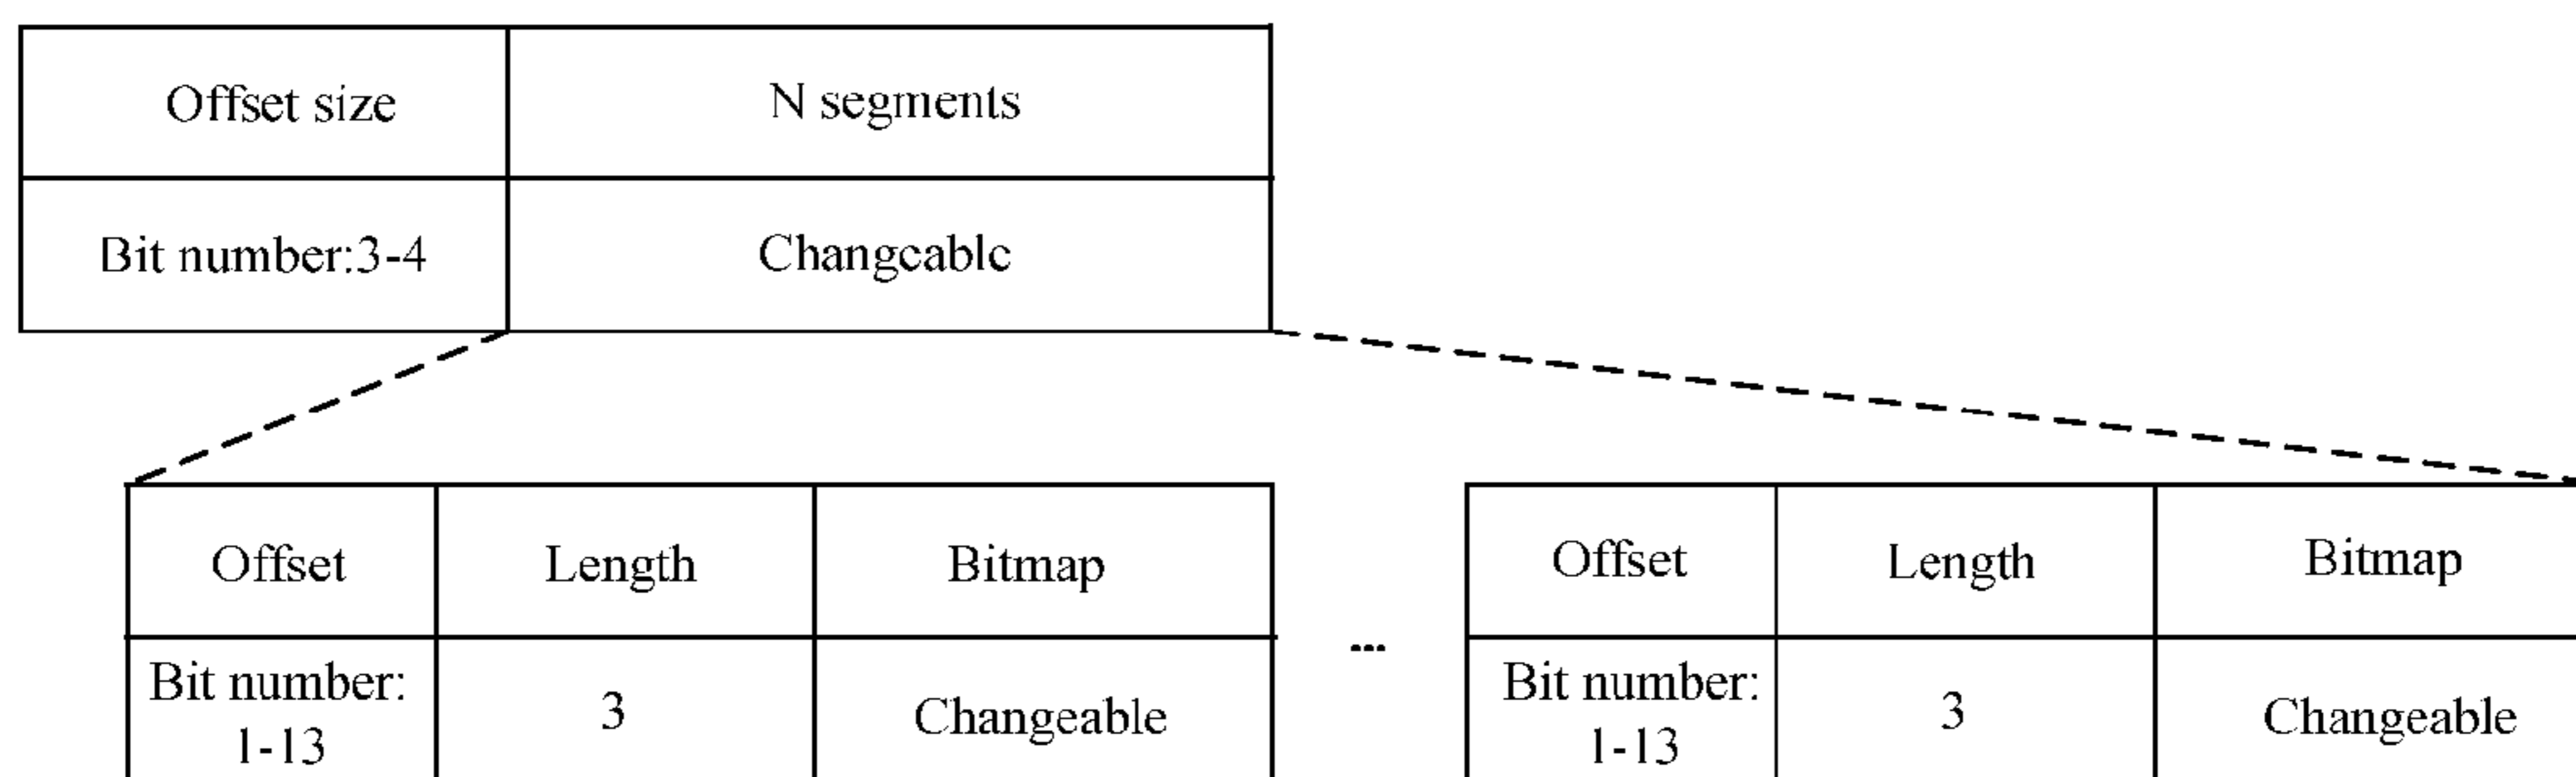 Offset size
N segments
Bit number:3-4
Changeable
Offset
Length
Bitmap
Offset
Length
Bitmap
...
Bit number:
1-13
3
Changeable
Bit number:
1-13
3
Changeable